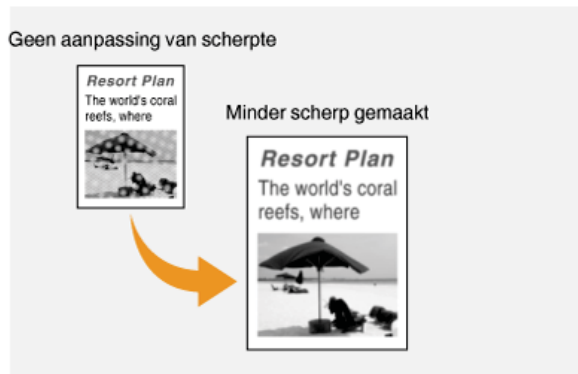 Geen aanpassing van scherpte
Resort Plan
The world's coral
reefs, where
Minder scherp gemaakt
Resort Plan
The world's coral
reefs, where